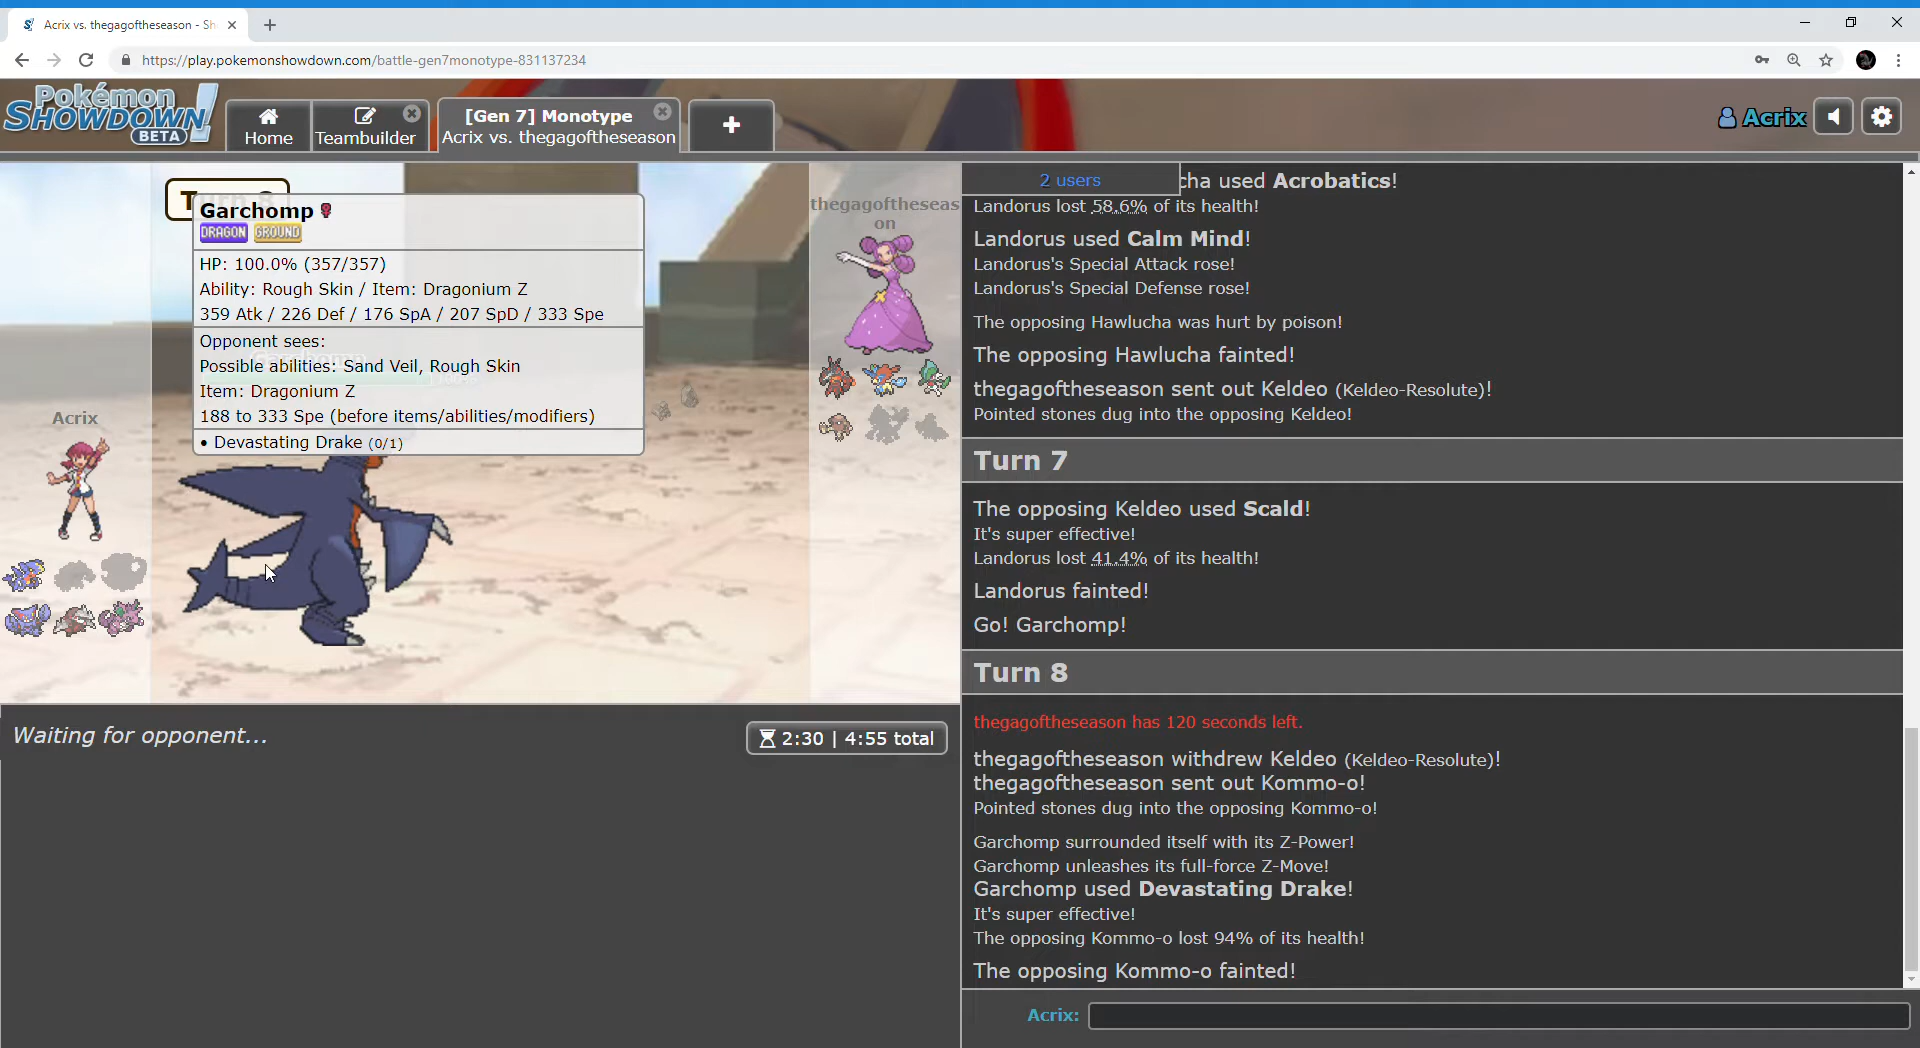 Acrix vs. thegagoftheseason - Sh
https://play.pokemonshowdown.com/battle-gen7monotype-831137234
Pokémon
SHOWDOWN!
BETA
Home
Teambuilder
[Gen 7] Monotype
Acrix vs. thegagoftheseason
Acrix
Garchomp
DRAGON GROUND
HP: 100.0% (357/357)
Ability: Rough Skin / Item: Dragonium Z
359 Atk / 226 Def / 176 SpA / 207 SpD / 333 Spe
Opponent sees:
Possible abilities: Sand Veil, Rough Skin
Item: Dragonium Z
188 to 333 Spe (before items/abilities/modifiers)
• Devastating Drake (0/1)
Acrix
thegagoftheseas
on
Waiting for opponent...
2:30 | 4:55 total
2 users
cha used Acrobatics!
Landorus lost 58.6% of its health!
Landorus used Calm Mind!
Landorus's Special Attack rose!
Landorus's Special Defense rose!
The opposing Hawlucha was hurt by poison!
The opposing Hawlucha fainted!
thegagoftheseason sent out Keldeo (Keldeo-Resolute)!
Pointed stones dug into the opposing Keldeo!
Turn 7
The opposing Keldeo used Scald!
It's super effective!
Landorus lost 41.4% of its health!
Landorus fainted!
Go! Garchomp!
Turn 8
thegagoftheseason has 120 seconds left.
thegagoftheseason withdrew Keldeo (Keldeo-Resolute)!
thegagoftheseason sent out Kommo-o!
Pointed stones dug into the opposing Kommo-o!
Garchomp surrounded itself with its Z-Power!
Garchomp unleashes its full-force Z-Move!
Garchomp used Devastating Drake!
It's super effective!
The opposing Kommo-o lost 94% of its health!
The opposing Kommo-o fainted!
Acrix: